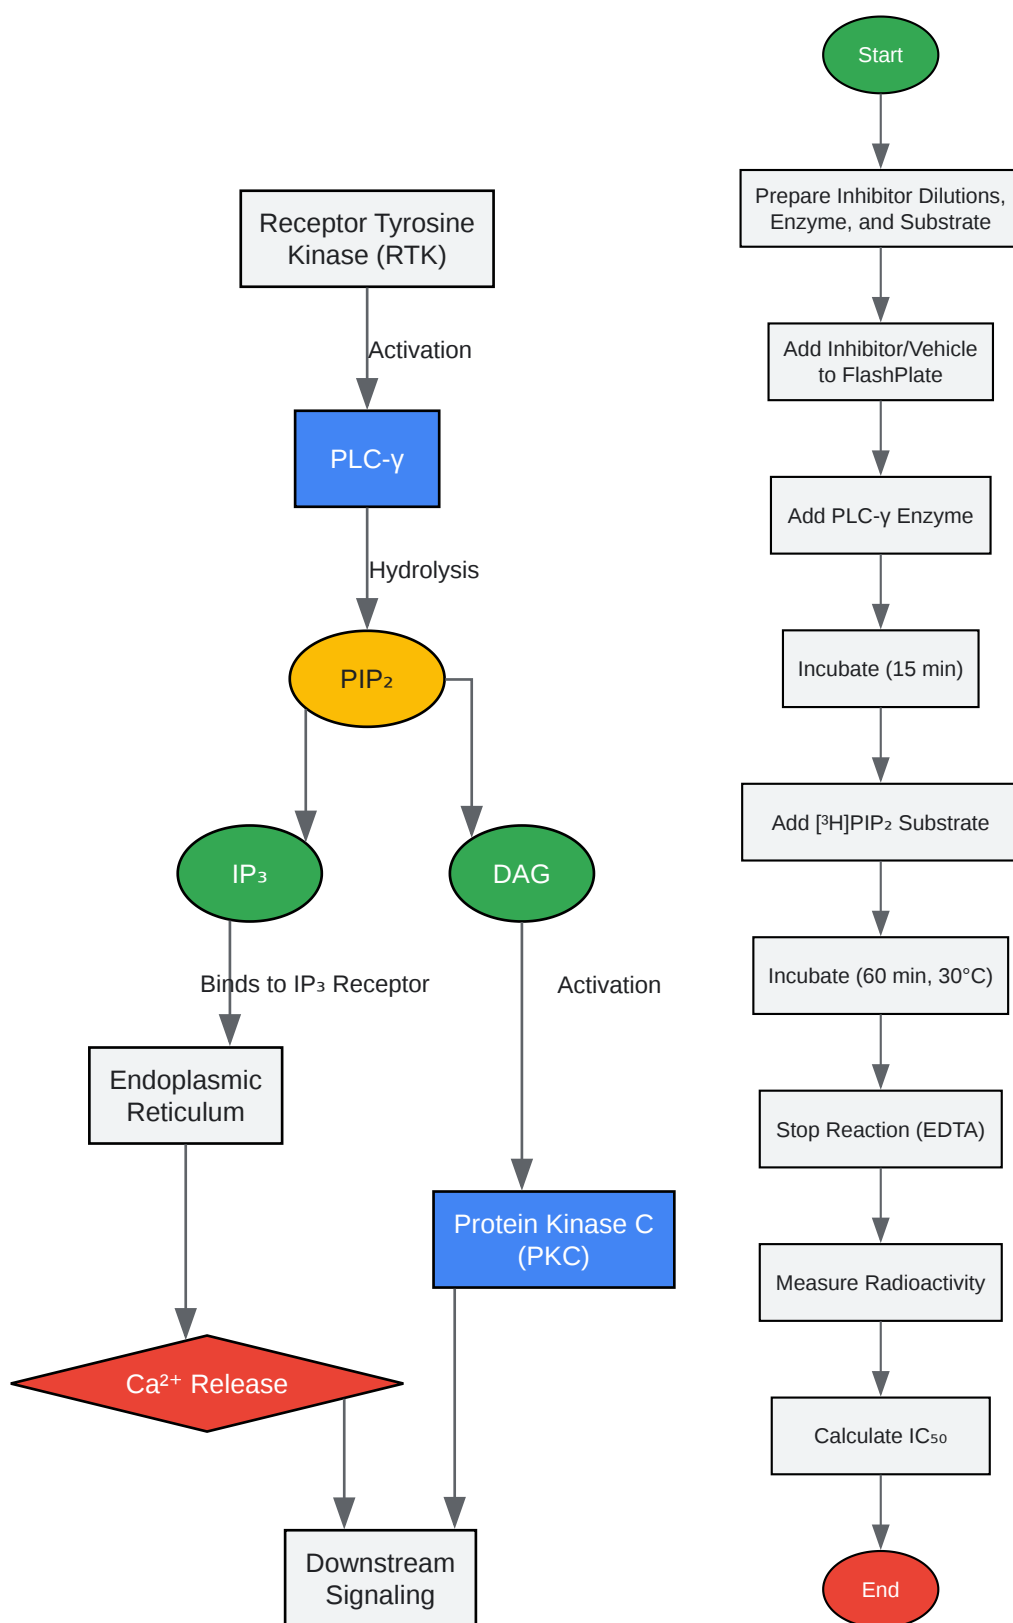 Receptor Tyrosine
Kinase (RTK)
Activation
PLC-γ
Hydrolysis
PIP₂
IP₃
DAG
Binds to IP₃ Receptor
Activation
Endoplasmic
Reticulum
Protein Kinase C
(PKC)
Ca²⁺ Release
Downstream
Signaling
Start
Prepare Inhibitor Dilutions,
Enzyme, and Substrate
Add Inhibitor/Vehicle
to FlashPlate
Add PLC-γ Enzyme
Incubate (15 min)
Add [³H]PIP₂ Substrate
Incubate (60 min, 30°C)
Stop Reaction (EDTA)
Measure Radioactivity
Calculate IC₅₀
End